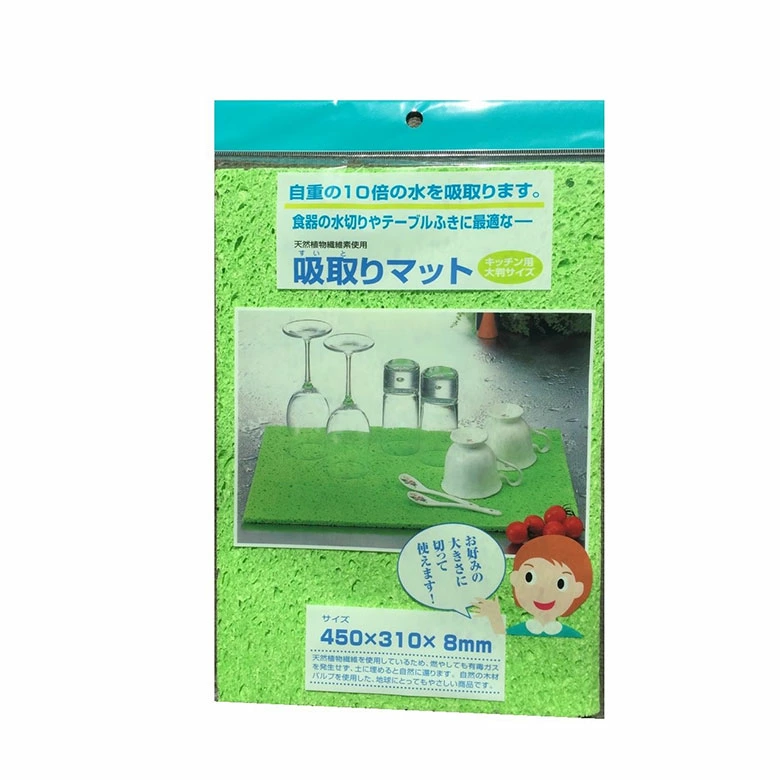 自重の10倍の水を吸取ります。
食器の水切りやテーブルふきに最適な―
天然植物繊維素使用
すいと
吸取りマット
キッチン用
大判サイズ
お好みの
大きさに
切って
使えます!
サイズ
450×310×8mm
天然植物繊維を使用しているため、燃やしても有毒ガス
を発生せず、土に埋めると自然に還ります。自然の木材
パルプを使用した、地球にとってもやさしい商品です。